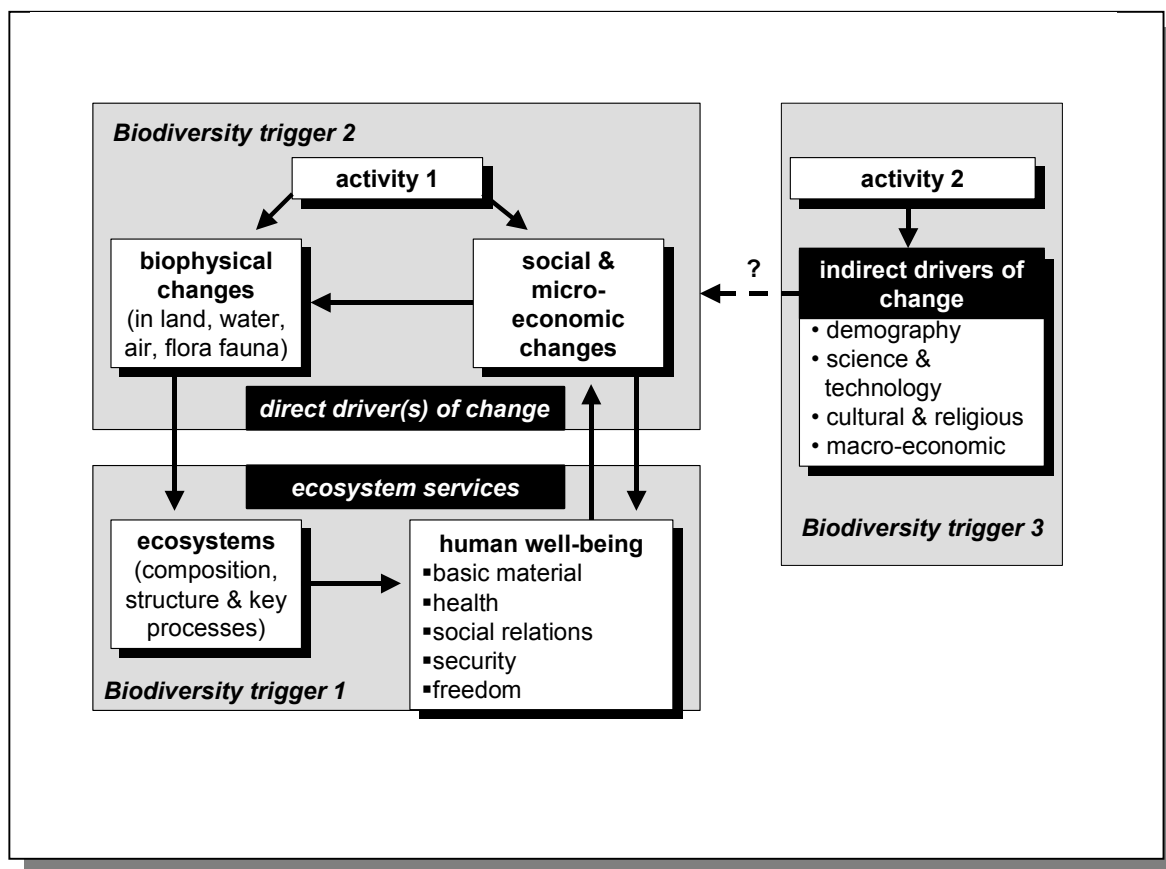 Biodiversity trigger 2
activity 1
biophysical
changes
(in land, water,
air, flora fauna)
social &
micro-
economic
changes
direct driver(s) of change
ecosystem services
ecosystems
(composition,
structure & key
processes)
human well-being
▪basic material
▪health
▪social relations
▪security
▪freedom
Biodiversity trigger 1
?
activity 2
indirect drivers of
change
• demography
• science &
technology
• cultural & religious
• macro-economic
Biodiversity trigger 3